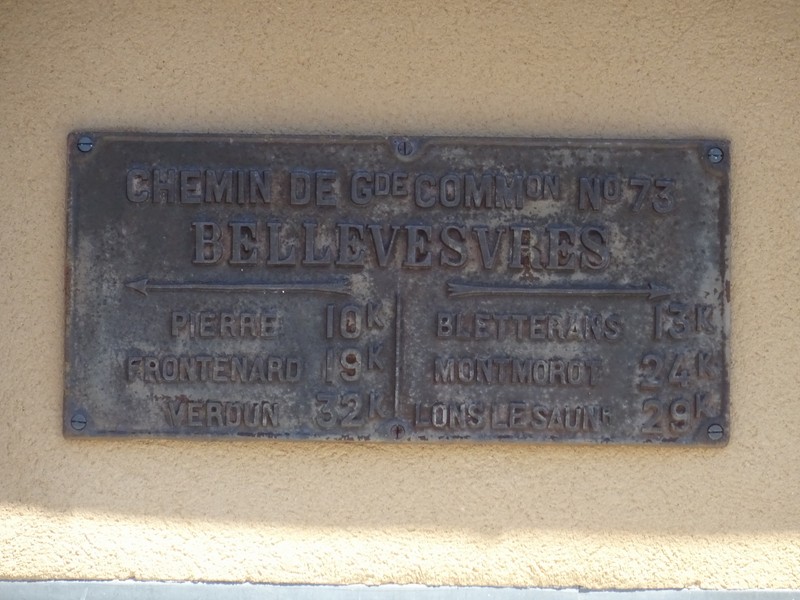 CHEMIN DE GDE COMMON NO 73
BELLEVESVRES
PIERRE 10K
FRONTENARD 19K
VERDUN 32K
BLETTERANS 13K
MONTMOROT 24K
LONS LE SAUNR 29K